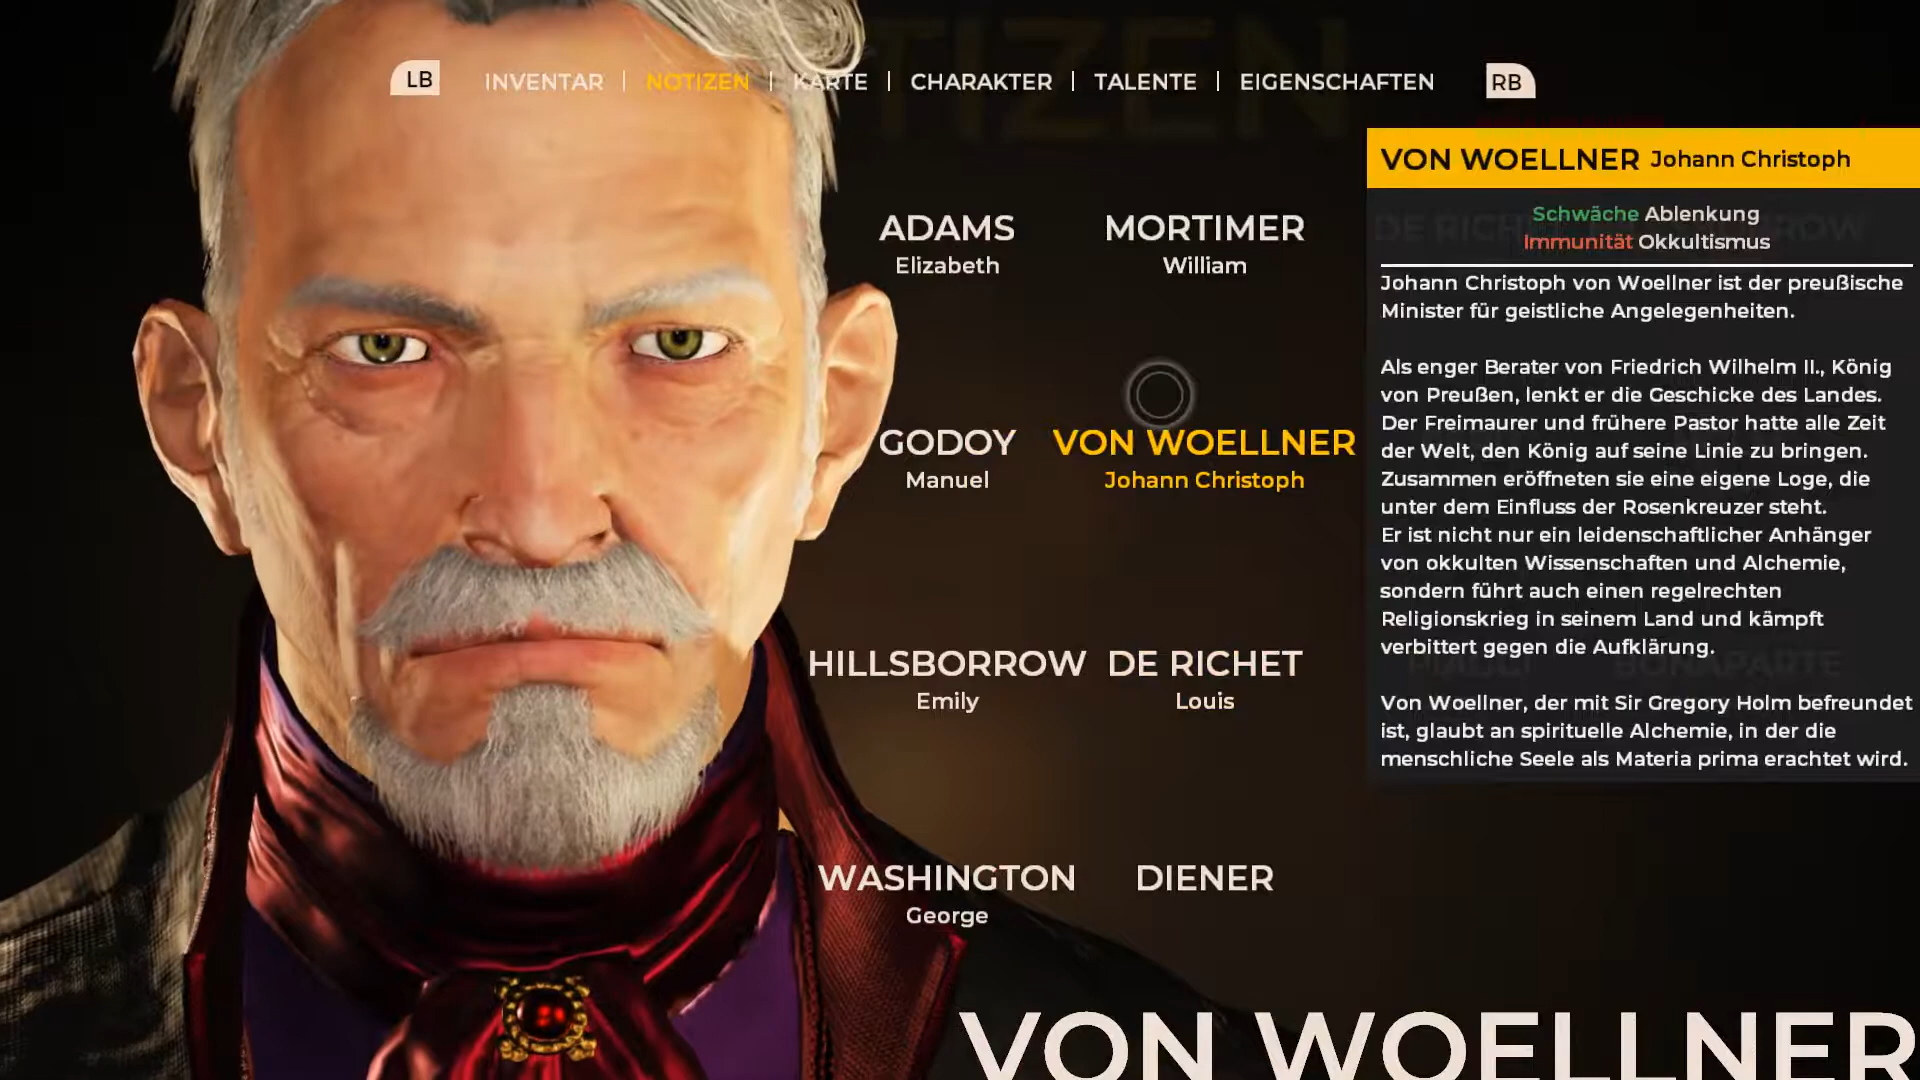 TIZEN
LB INVENTAR NOTIZEN KARTE CHARAKTER TALENTE EIGENSCHAFTEN RB
ADAMS
Elizabeth
MORTIMER
William
GODOY
Manuel
VON WOELLNER
Johann Christoph
HILLSBORROW
Emily
DE RICHET
Louis
WASHINGTON
George
DIENER
VON WOELLNER Johann Christoph
Schwäche Ablenkung
Immunität Okkultismus
Johann Christoph von Woellner ist der preußische
Minister für geistliche Angelegenheiten.
Als enger Berater von Friedrich Wilhelm II., König
von Preußen, lenkt er die Geschicke des Landes.
Der Freimaurer und frühere Pastor hatte alle Zeit
der Welt, den König auf seine Linie zu bringen.
Zusammen eröffneten sie eine eigene Loge, die
unter dem Einfluss der Rosenkreuzer steht.
Er ist nicht nur ein leidenschaftlicher Anhänger
von okkulten Wissenschaften und Alchemie,
sondern führt auch einen regelrechten
Religionskrieg in seinem Land und kämpft
verbittert gegen die Aufklärung.
Von Woellner, der mit Sir Gregory Holm befreundet
ist, glaubt an spirituelle Alchemie, in der die
menschliche Seele als Materia prima erachtet wird.
BONAPARTE
VON WOELLNER